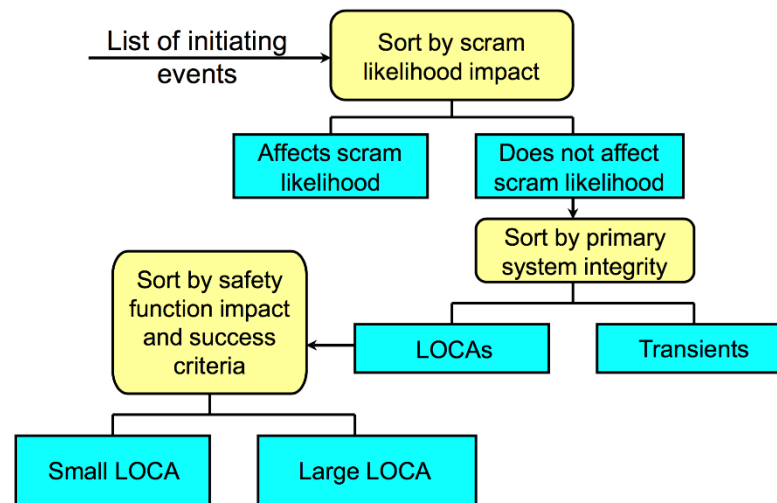 List of initiating
events
Sort by scram
likelihood impact
Affects scram
likelihood
Does not affect
scram likelihood
Sort by primary
system integrity
Sort by safety
function impact
and success
criteria
LOCAs
Transients
Small LOCA
Large LOCA